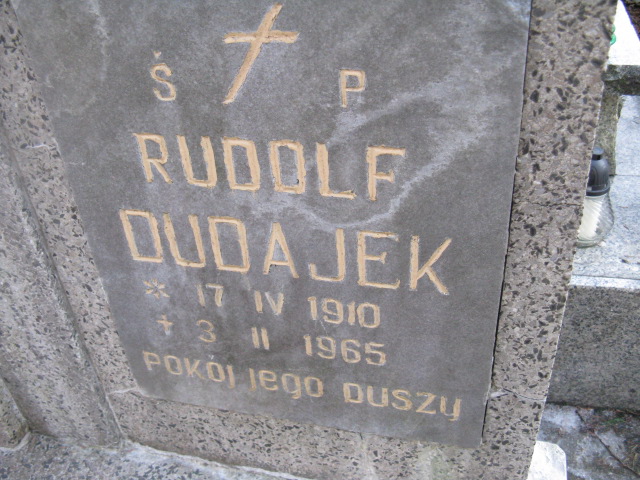 Ś P
RUDOLF
DUDAJEK
* 17 IV 1910
+ 3 II 1965
POKÓJ JEGO DUSZY